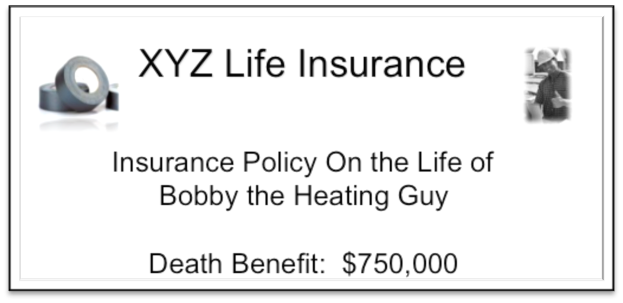 XYZ Life Insurance
Insurance Policy On the Life of
Bobby the Heating Guy
Death Benefit:  $750,000